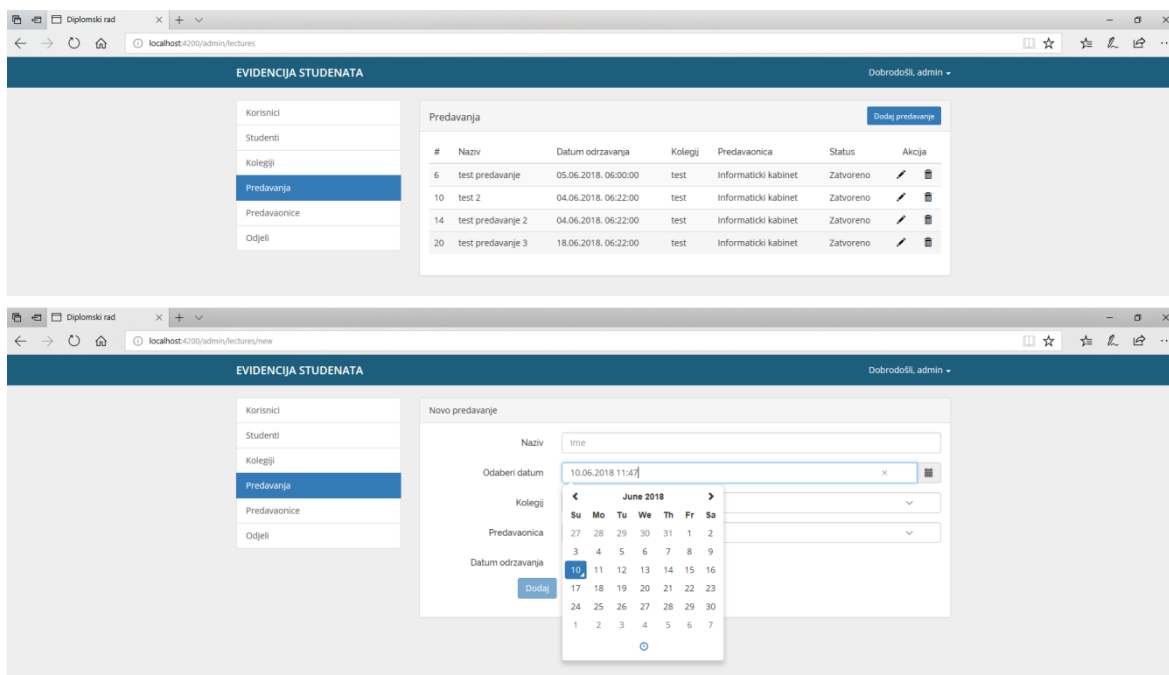 Diplomski rad
localhost:4200/admin/lectures
EVIDENCIJA STUDENATA Dobrodošli, admin
Korisnici
Studenti
Kolegiji
Predavanja
Predavaonice
Odjeli
Predavanja Dodaj predavanje
# Naziv Datum odrzavanja Kolegij Predavaonica Status Akcija
6 test predavanje 05.06.2018. 06:00:00 test Informaticki kabinet Zatvoreno
10 test 2 04.06.2018. 06:22:00 test Informaticki kabinet Zatvoreno
14 test predavanje 2 04.06.2018. 06:22:00 test Informaticki kabinet Zatvoreno
20 test predavanje 3 18.06.2018. 06:22:00 test Informaticki kabinet Zatvoreno
Diplomski rad
localhost:4200/admin/lectures/new
EVIDENCIJA STUDENATA Dobrodošli, admin
Korisnici
Studenti
Kolegiji
Predavanja
Predavaonice
Odjeli
Novo predavanje
Naziv Ime
Odaberi datum 10.06.2018 11:47
Kolegij
Predavaonica
Datum odrzavanja
Dodaj
June 2018
Su Mo Tu We Th Fr Sa
27 28 29 30 31 1 2
3 4 5 6 7 8 9
10 11 12 13 14 15 16
17 18 19 20 21 22 23
24 25 26 27 28 29 30
1 2 3 4 5 6 7